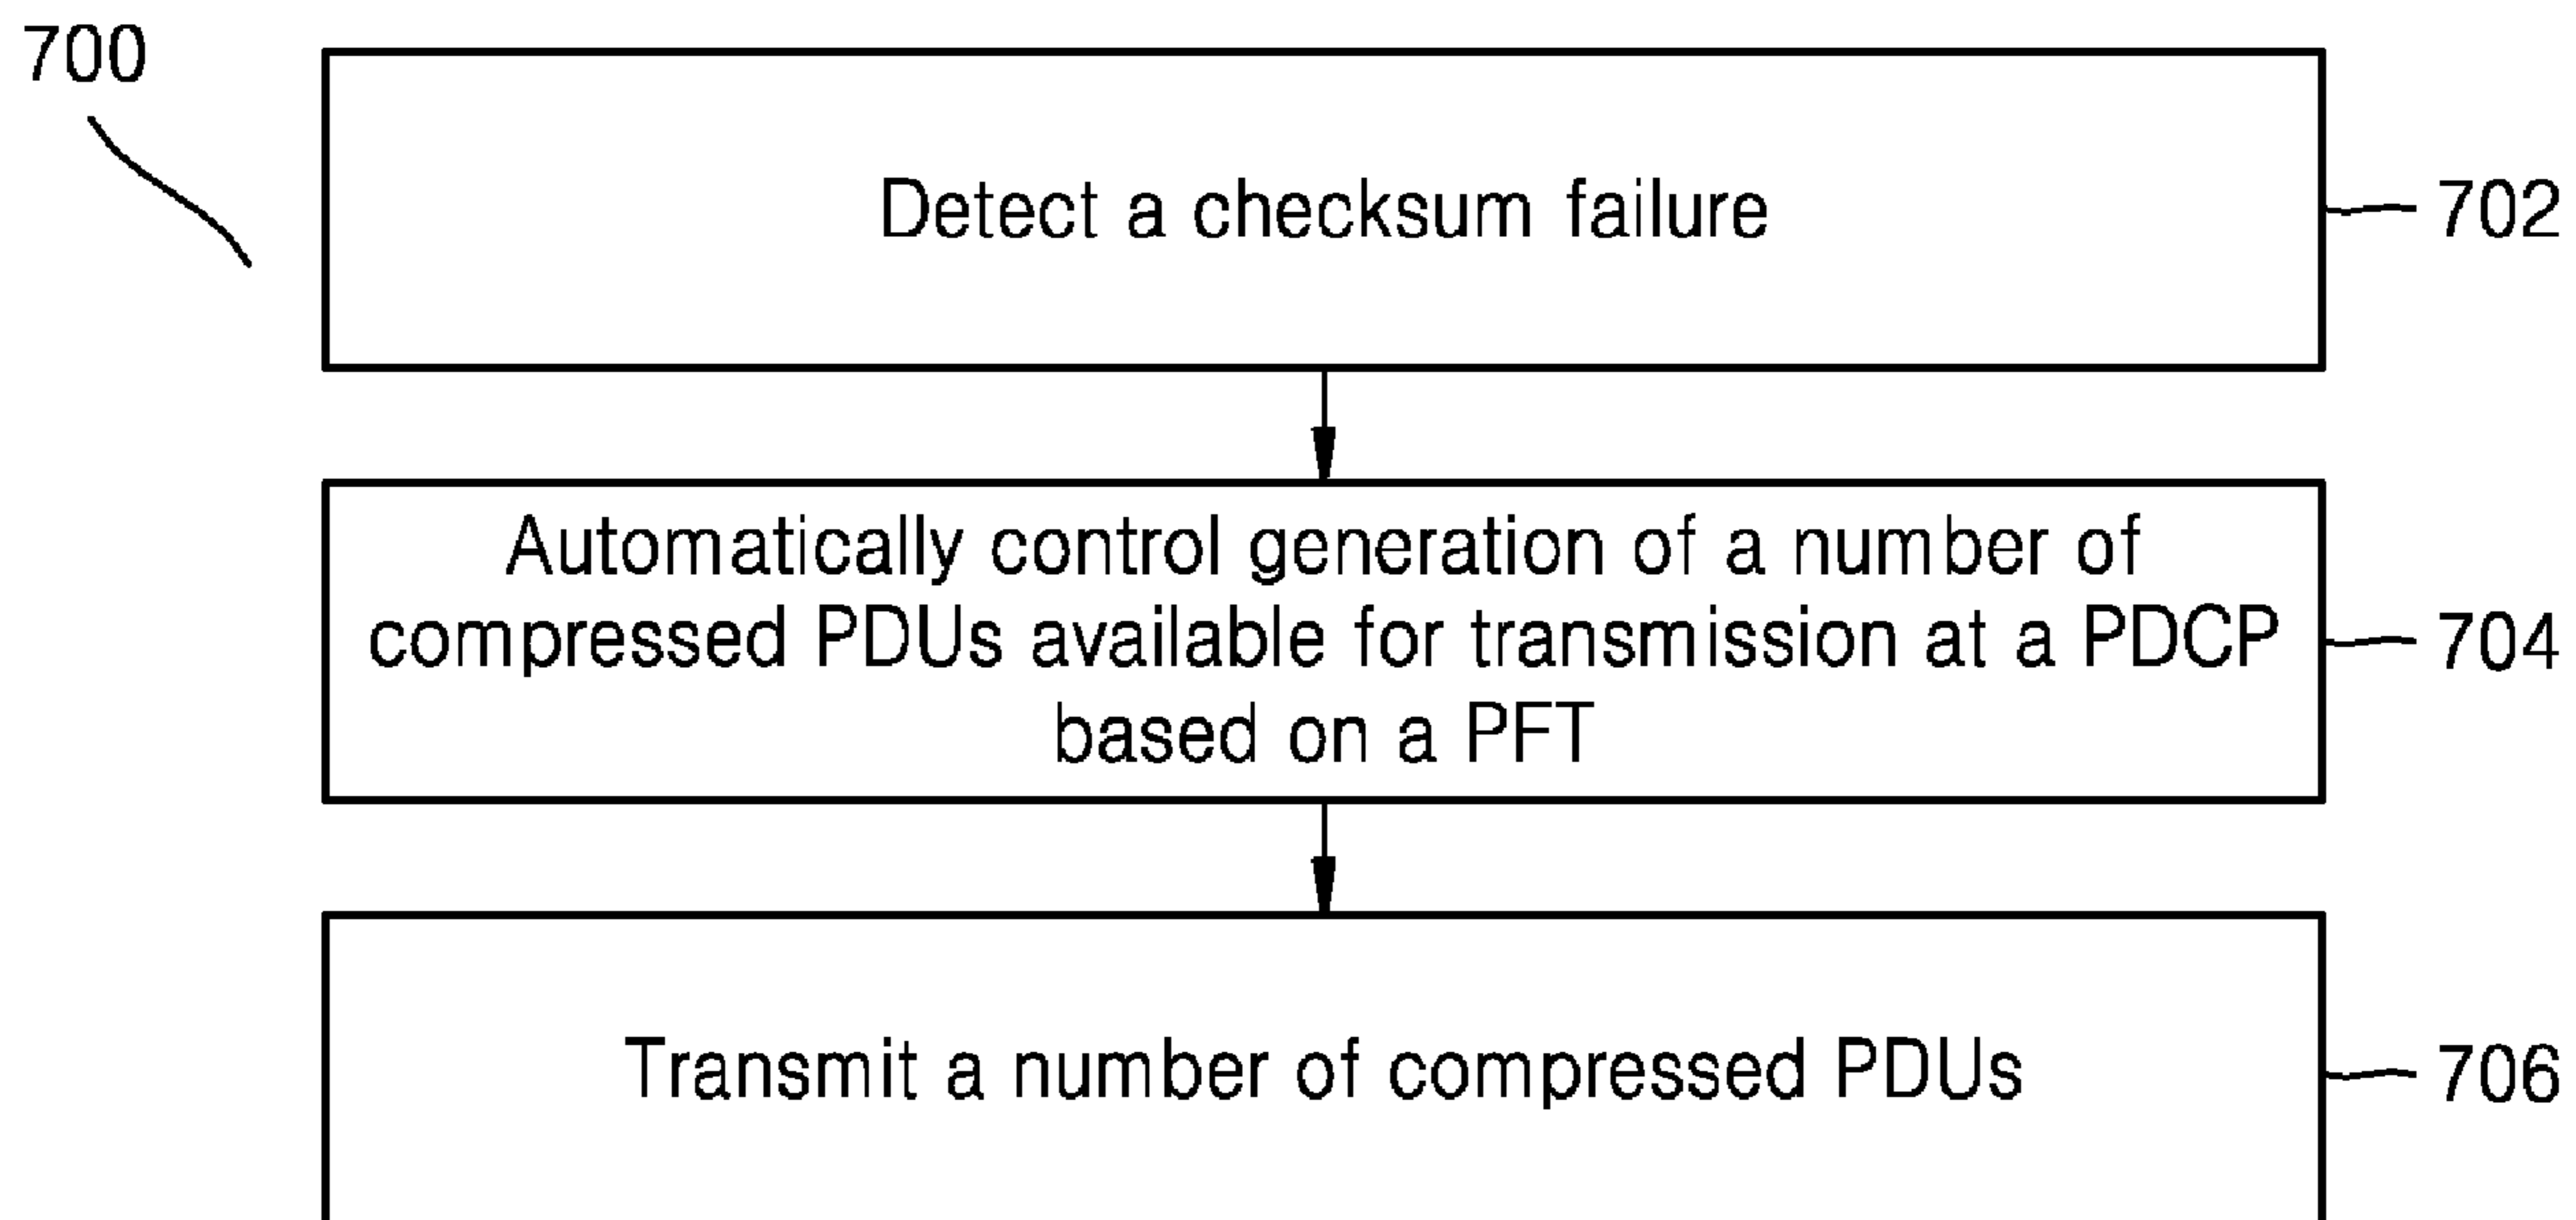 700
Detect a checksum failure
702
Automatically control generation of a number of
compressed PDUs available for transmission at a PDCP
based on a PFT
704
Transmit a number of compressed PDUs
706